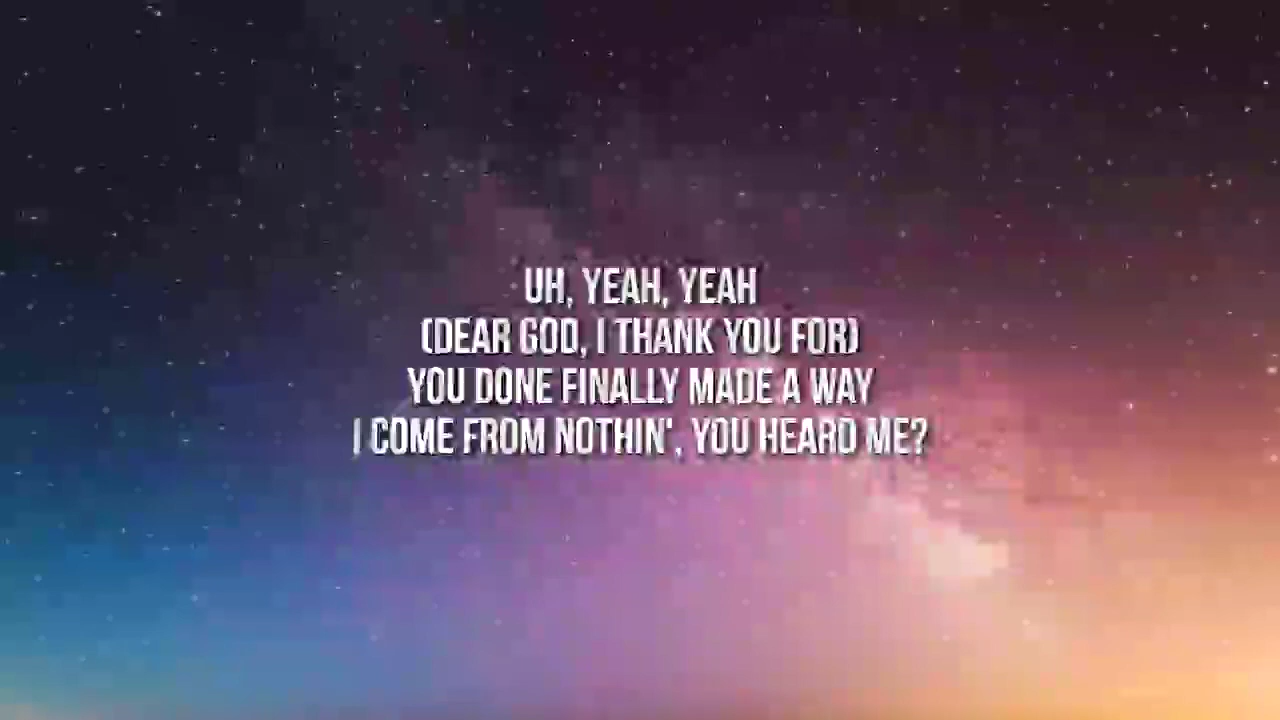 UH, YEAH, YEAH
(DEAR GOD, I THANK YOU FOR)
YOU DONE FINALLY MADE A WAY
I COME FROM NOTHIN', YOU HEARD ME?